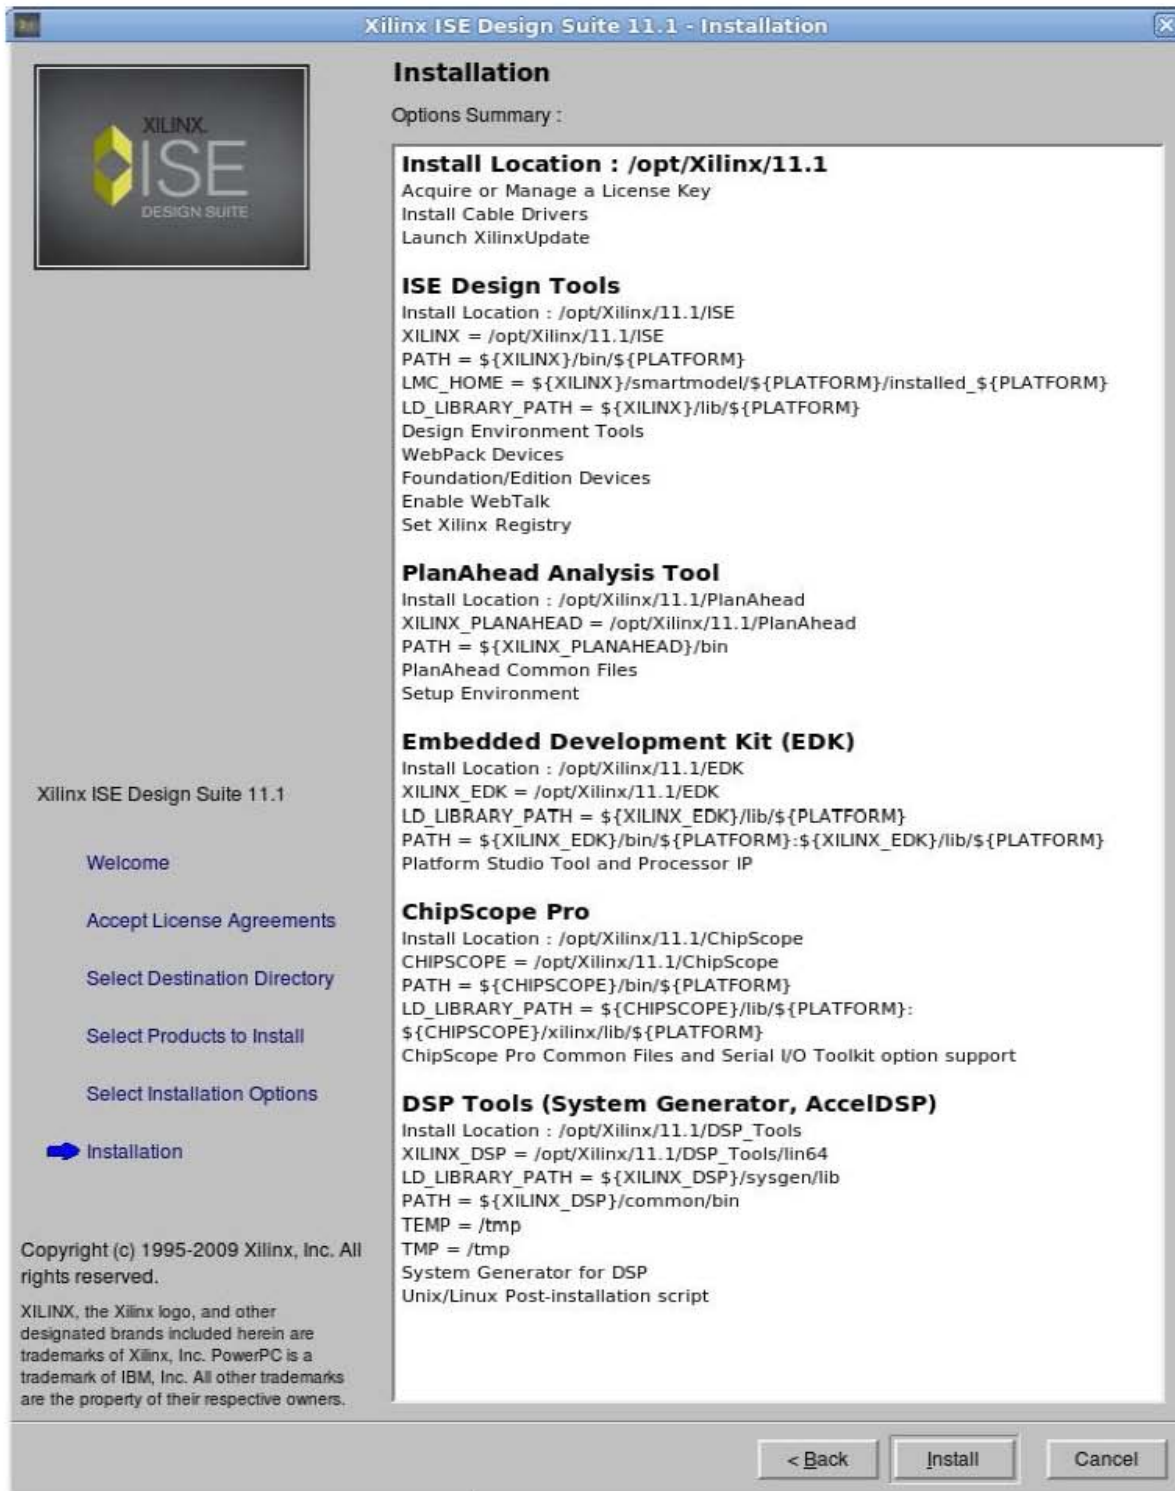 Xilinx ISE Design Suite 11.1 - Installation
XILINX.
ISE
DESIGN SUITE
Installation
Options Summary :
Install Location : /opt/Xilinx/11.1
Acquire or Manage a License Key
Install Cable Drivers
Launch XilinxUpdate
ISE Design Tools
Install Location : /opt/Xilinx/11.1/ISE
XILINX = /opt/Xilinx/11.1/ISE
PATH = ${XILINX}/bin/${PLATFORM}
LMC_HOME = ${XILINX}/smartmodel/${PLATFORM}/installed_${PLATFORM}
LD_LIBRARY_PATH = ${XILINX}/lib/${PLATFORM}
Design Environment Tools
WebPack Devices
Foundation/Edition Devices
Enable WebTalk
Set Xilinx Registry
PlanAhead Analysis Tool
Install Location : /opt/Xilinx/11.1/PlanAhead
XILINX_PLANAHEAD = /opt/Xilinx/11.1/PlanAhead
PATH = ${XILINX_PLANAHEAD}/bin
PlanAhead Common Files
Setup Environment
Embedded Development Kit (EDK)
Install Location : /opt/Xilinx/11.1/EDK
XILINX_EDK = /opt/Xilinx/11.1/EDK
LD_LIBRARY_PATH = ${XILINX_EDK}/lib/${PLATFORM}
PATH = ${XILINX_EDK}/bin/${PLATFORM}:${XILINX_EDK}/lib/${PLATFORM}
Platform Studio Tool and Processor IP
ChipScope Pro
Install Location : /opt/Xilinx/11.1/ChipScope
CHIPSCOPE = /opt/Xilinx/11.1/ChipScope
PATH = ${CHIPSCOPE}/bin/${PLATFORM}
LD_LIBRARY_PATH = ${CHIPSCOPE}/lib/${PLATFORM}:
${CHIPSCOPE}/xilinx/lib/${PLATFORM}
ChipScope Pro Common Files and Serial I/O Toolkit option support
DSP Tools (System Generator, AccelDSP)
Install Location : /opt/Xilinx/11.1/DSP_Tools
XILINX_DSP = /opt/Xilinx/11.1/DSP_Tools/lin64
LD_LIBRARY_PATH = ${XILINX_DSP}/sysgen/lib
PATH = ${XILINX_DSP}/common/bin
TEMP = /tmp
TMP = /tmp
System Generator for DSP
Unix/Linux Post-installation script
Xilinx ISE Design Suite 11.1
Welcome
Accept License Agreements
Select Destination Directory
Select Products to Install
Select Installation Options
Installation
Copyright (c) 1995-2009 Xilinx, Inc. All
rights reserved.
XILINX, the Xilinx logo, and other
designated brands included herein are
trademarks of Xilinx, Inc. PowerPC is a
trademark of IBM, Inc. All other trademarks
are the property of their respective owners.
< Back
Install
Cancel